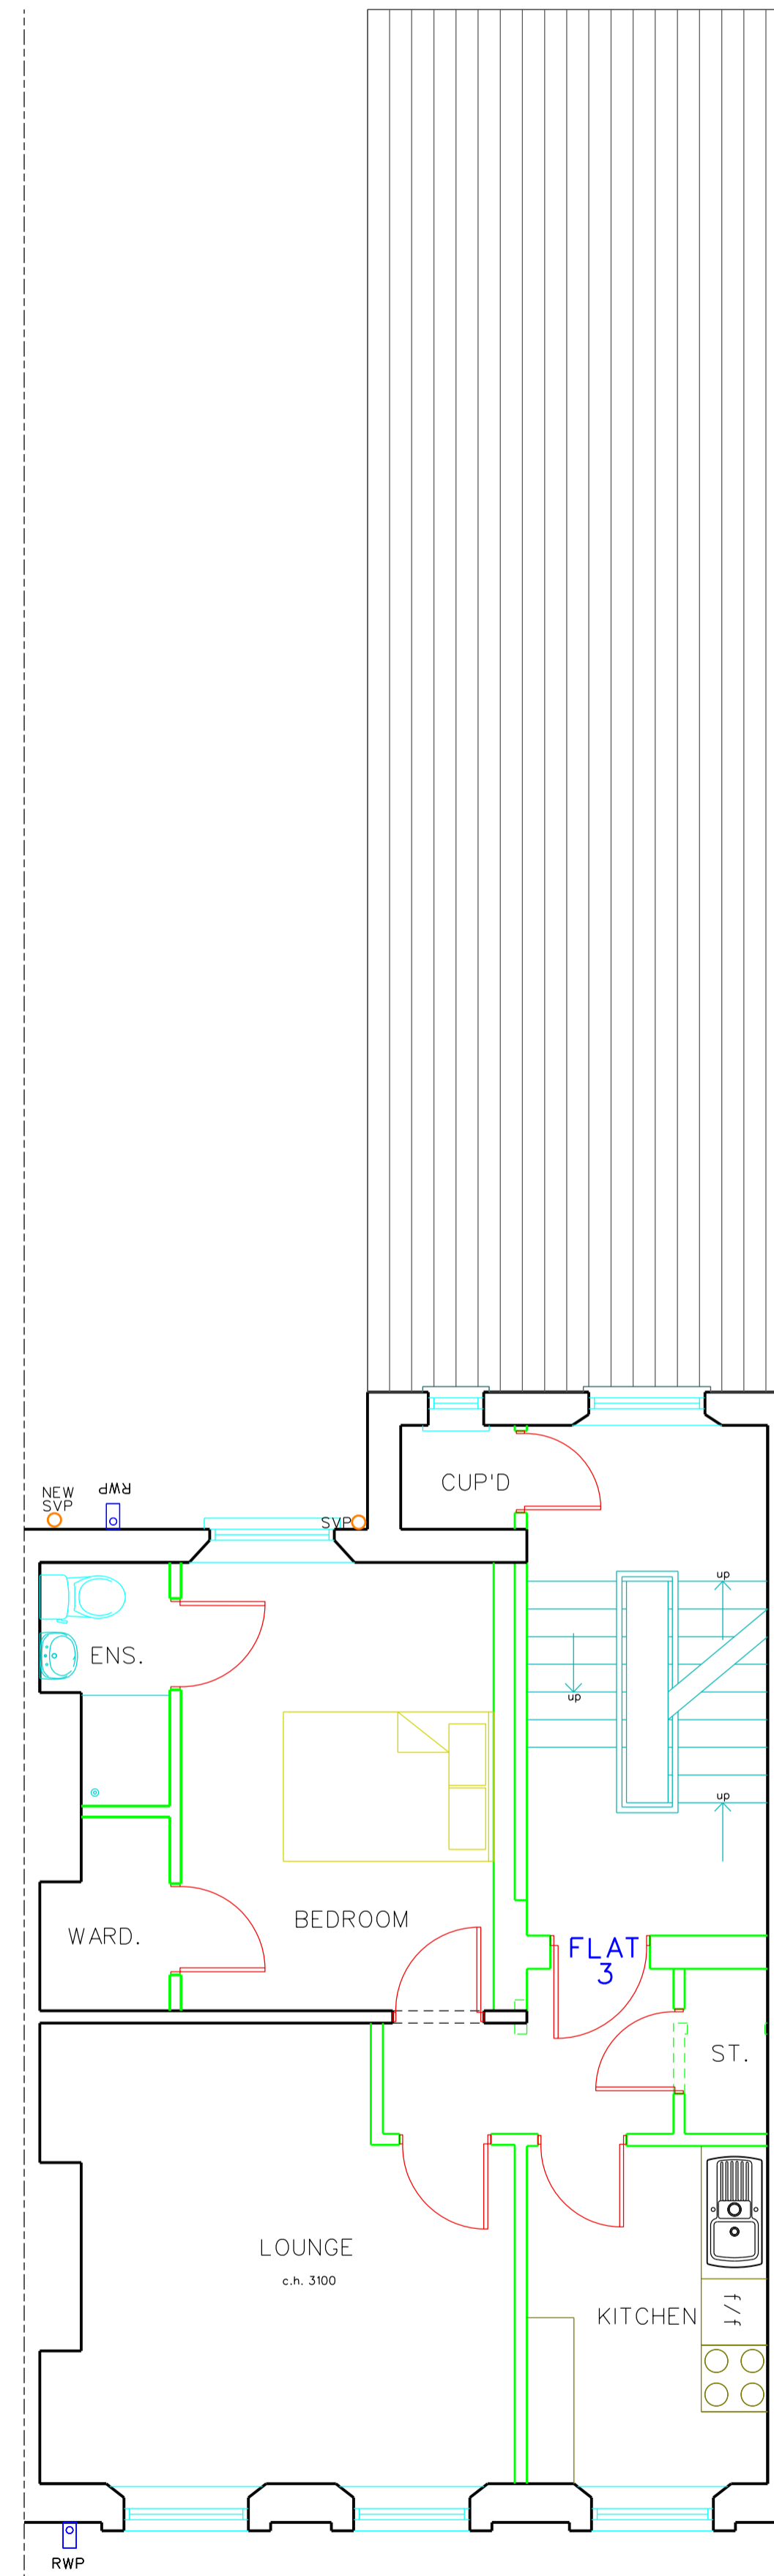 CUP'D
NEW
SVP
RWP
SVP
up
ENS.
up
up
BEDROOM
WARD.
FLAT
3
ST.
LOUNGE
c.h. 3100
KITCHEN
f/f
RWP